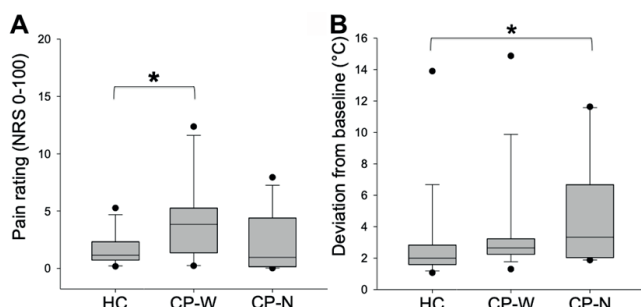 A
Pain rating (NRS 0-100)
20
15
10
5
0
*
HC CP-W CP-N
B
Deviation from baseline (°C)
16
14
12
10
8
6
4
2
0
*
HC CP-W CP-N